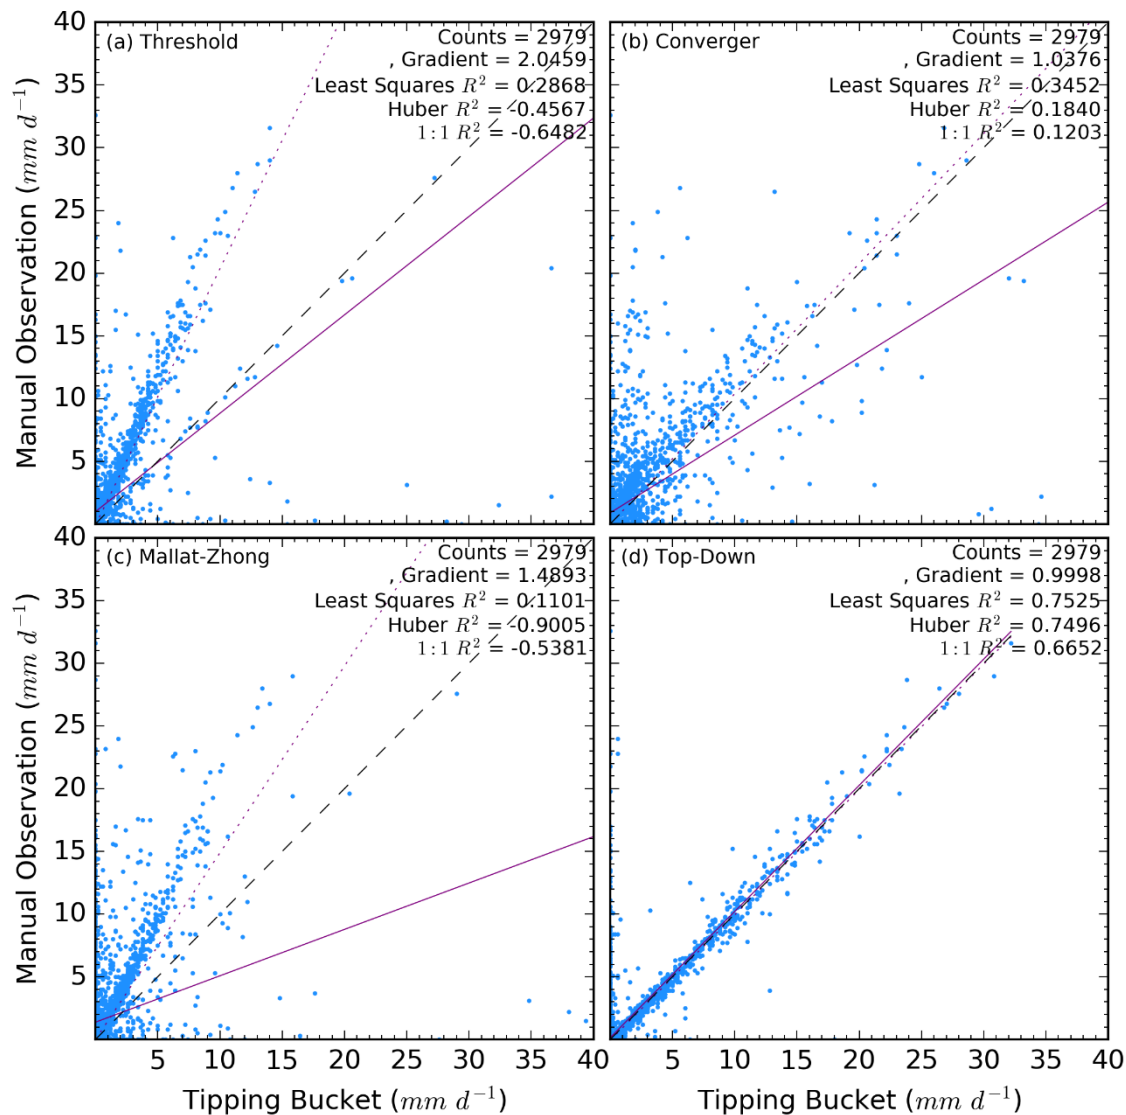 (a) Threshold
Counts = 2979
, Gradient = 2.0459
Least Squares R² = 0.2868
Huber R² = -0.4567
1:1 R² = -0.6482
40
35
30
25
20
15
10
5
Manual Observation (mm d⁻¹)
(b) Converger
Counts = 2979
, Gradient = 1.0376
Least Squares R² = 0.3452
Huber R² = 0.1840
1:1 R² = 0.1203
(c) Mallat-Zhong
Counts = 2979
, Gradient = 1.4893
Least Squares R² = 0.1101
Huber R² = -0.9005
1:1 R² = -0.5381
40
35
30
25
20
15
10
5
Manual Observation (mm d⁻¹)
5 10 15 20 25 30 35 40
Tipping Bucket (mm d⁻¹)
(d) Top-Down
Counts = 2979
, Gradient = 0.9998
Least Squares R² = 0.7525
Huber R² = 0.7496
1:1 R² = 0.6652
5 10 15 20 25 30 35 40
Tipping Bucket (mm d⁻¹)